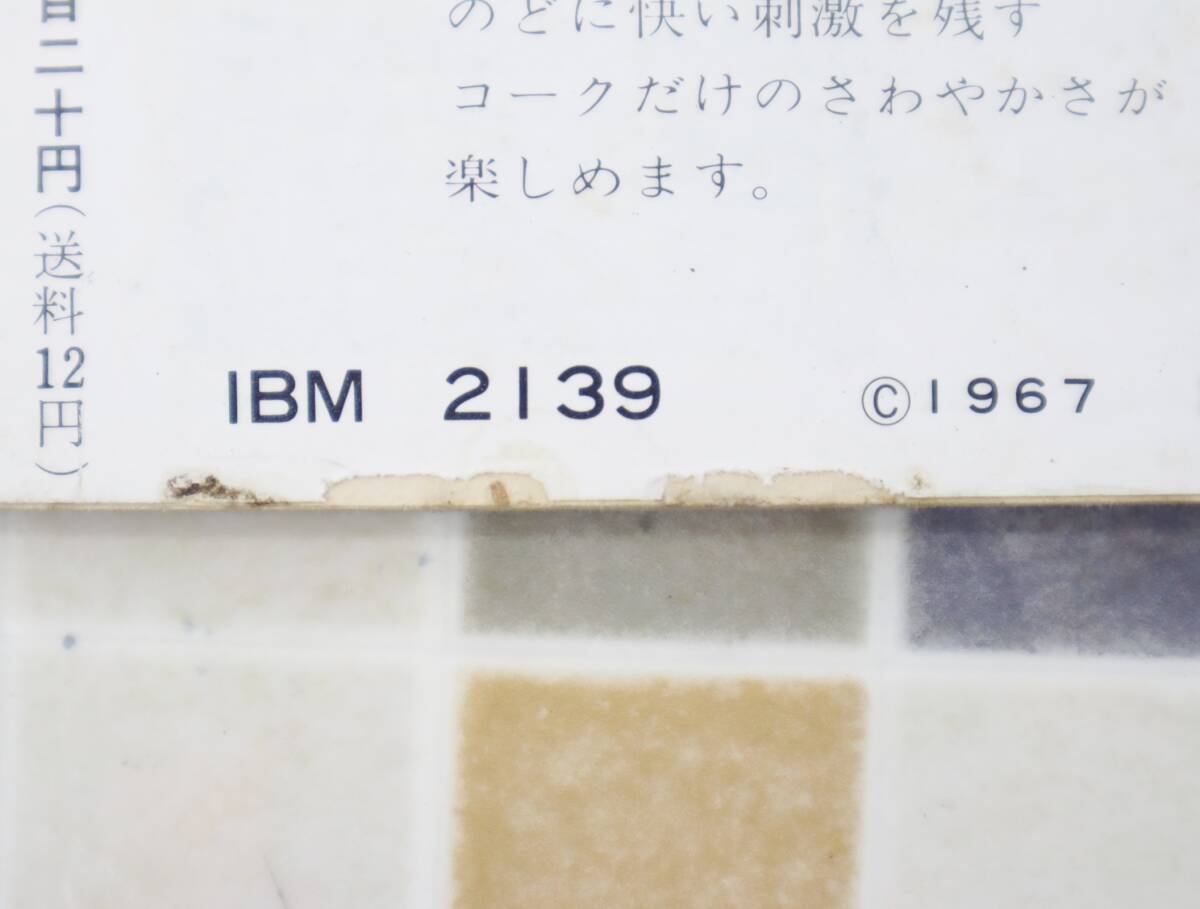 百二十円(送料12円)
のどに快い刺激を残す
コークだけのさわやかさが
楽しめます。
IBM 2139
©1967